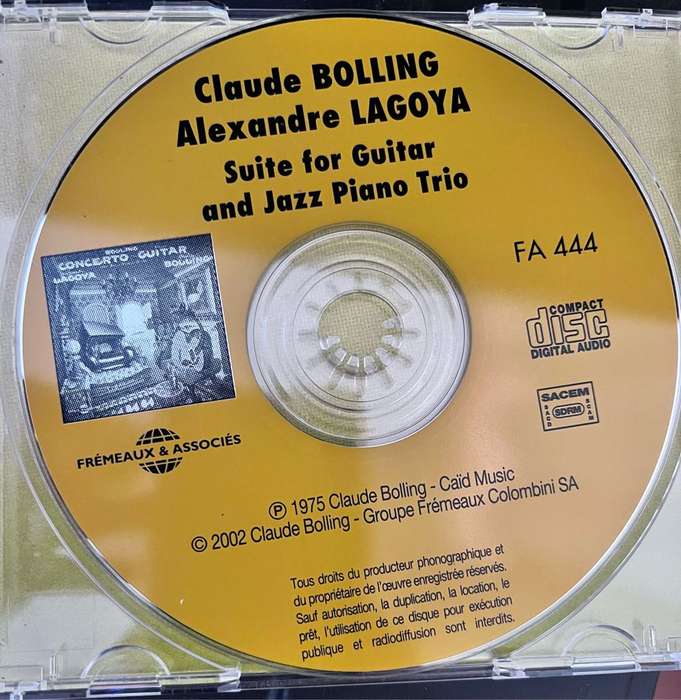 Claude BOLLING
Alexandre LAGOYA
Suite for Guitar
and Jazz Piano Trio
FA 444
BOLLING
CONCERTO GUITAR
LAGOYA
BOLLING
COMPACT
disc
DIGITAL AUDIO
SACEM
SACD
SDRM
SCAM
FRÉMEAUX & ASSOCIÉS
℗ 1975 Claude Bolling - Caïd Music
© 2002 Claude Bolling - Groupe Frémeaux Colombini SA
Tous droits du producteur phonographique et
du propriétaire de l'œuvre enregistrée réservés.
Sauf autorisation, la duplication, la location, le
prêt, l'utilisation de ce disque pour exécution
publique et radiodiffusion sont interdits.